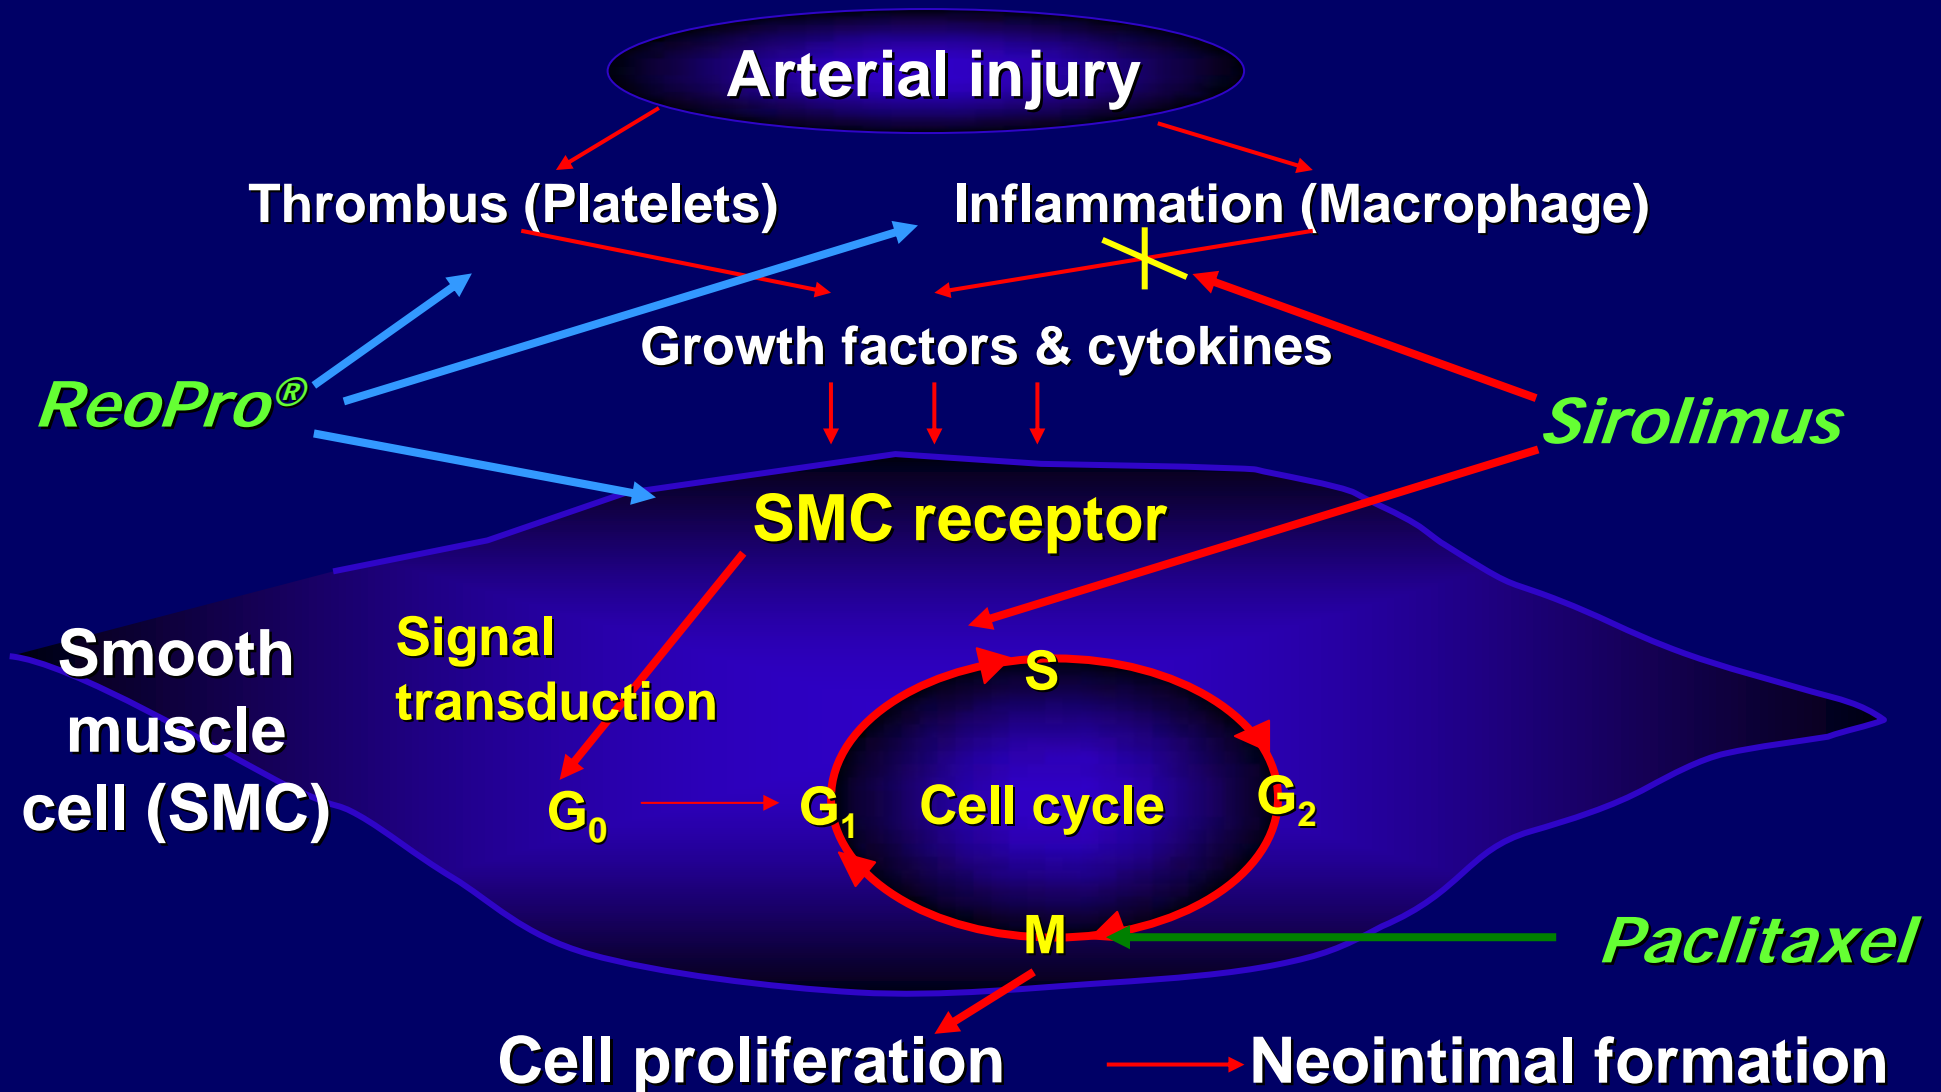 Arterial injury
Thrombus (Platelets)
Inflammation (Macrophage)
Growth factors & cytokines
ReoPro®
Sirolimus
SMC receptor
Smooth
muscle
cell (SMC)
Signal
transduction
S
G₀
G₁
Cell cycle
G₂
M
Paclitaxel
Cell proliferation
Neointimal formation